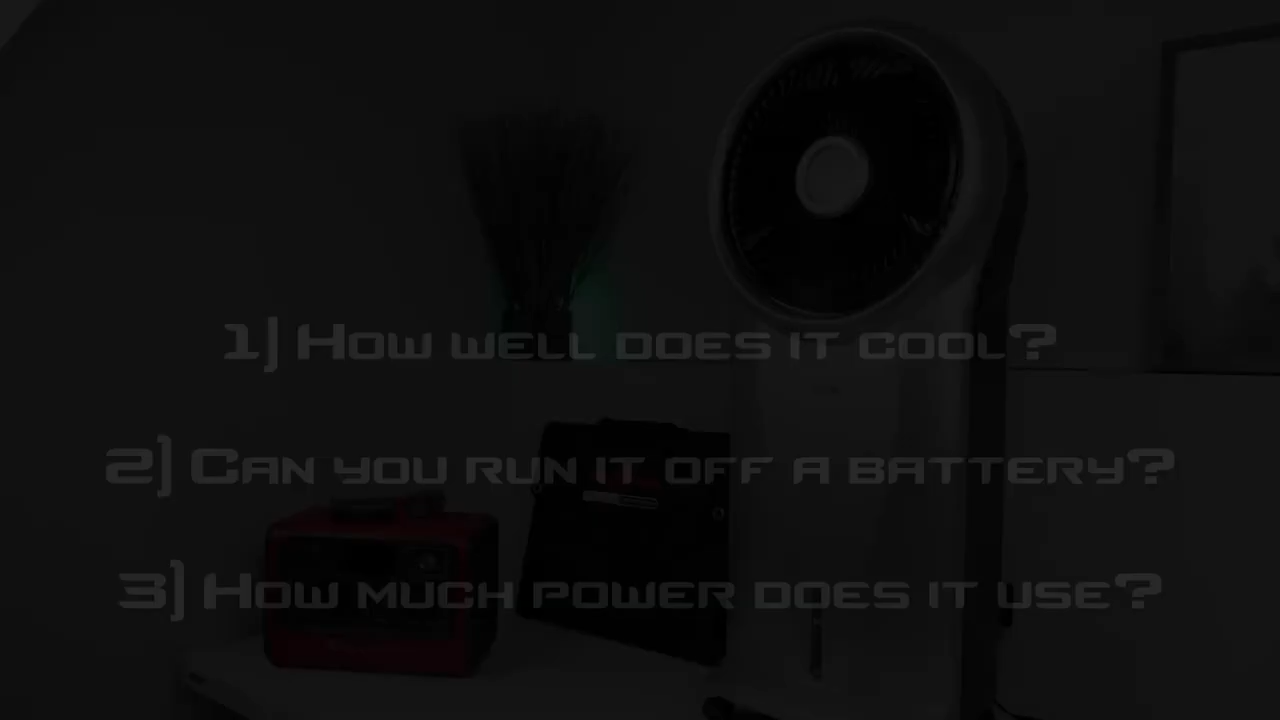 1) How well does it cool?
2) Can you run it off a battery?
3) How much power does it use?